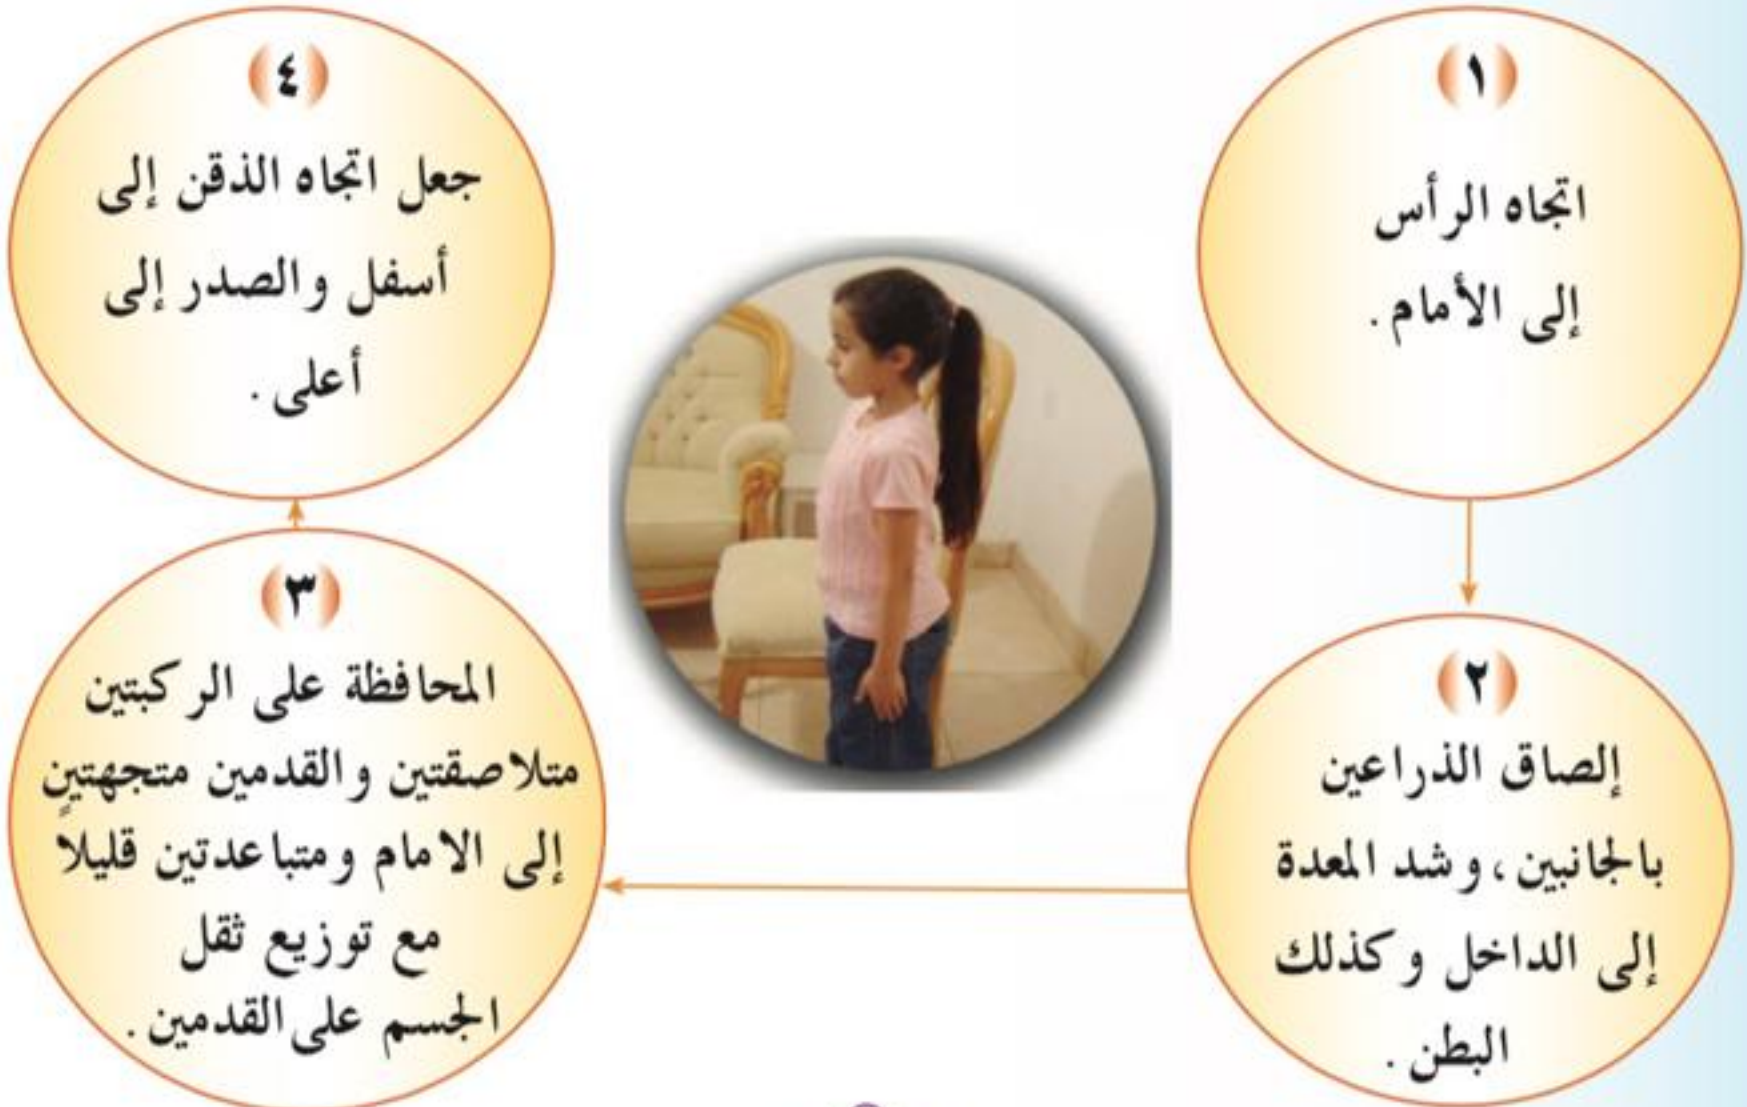 (١)
اتجاه الرأس
إلى الأمام.
(٢)
إلصاق الذراعين
بالجانبين، وشد المعدة
إلى الداخل وكذلك
البطن.
(٣)
المحافظة على الركبتين
متلاصقتين والقدمين متجهتينِ
إلى الامام ومتباعدتين قليلاً
مع توزيع ثقل
الجسم على القدمين.
(٤)
جعل اتجاه الذقن إلى
أسفل والصدر إلى
أعلى.